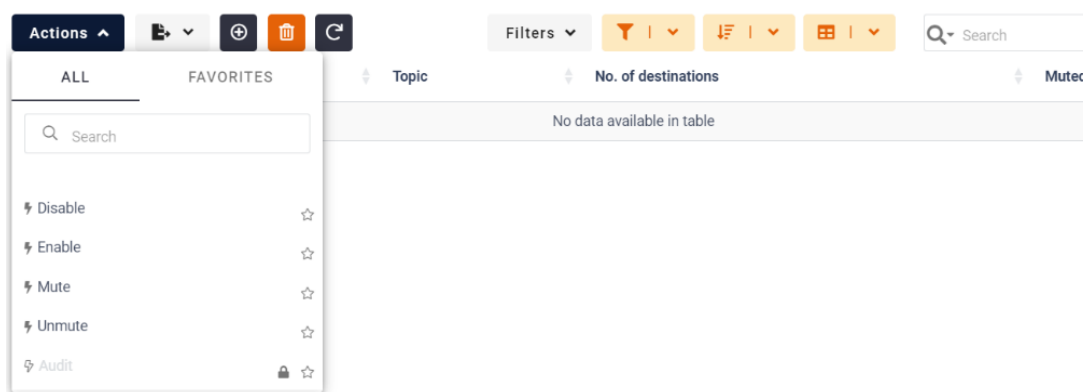 Actions
Filters
Search
ALL
FAVORITES
Topic
No. of destinations
Muted
Search
No data available in table
Disable
Enable
Mute
Unmute
Audit